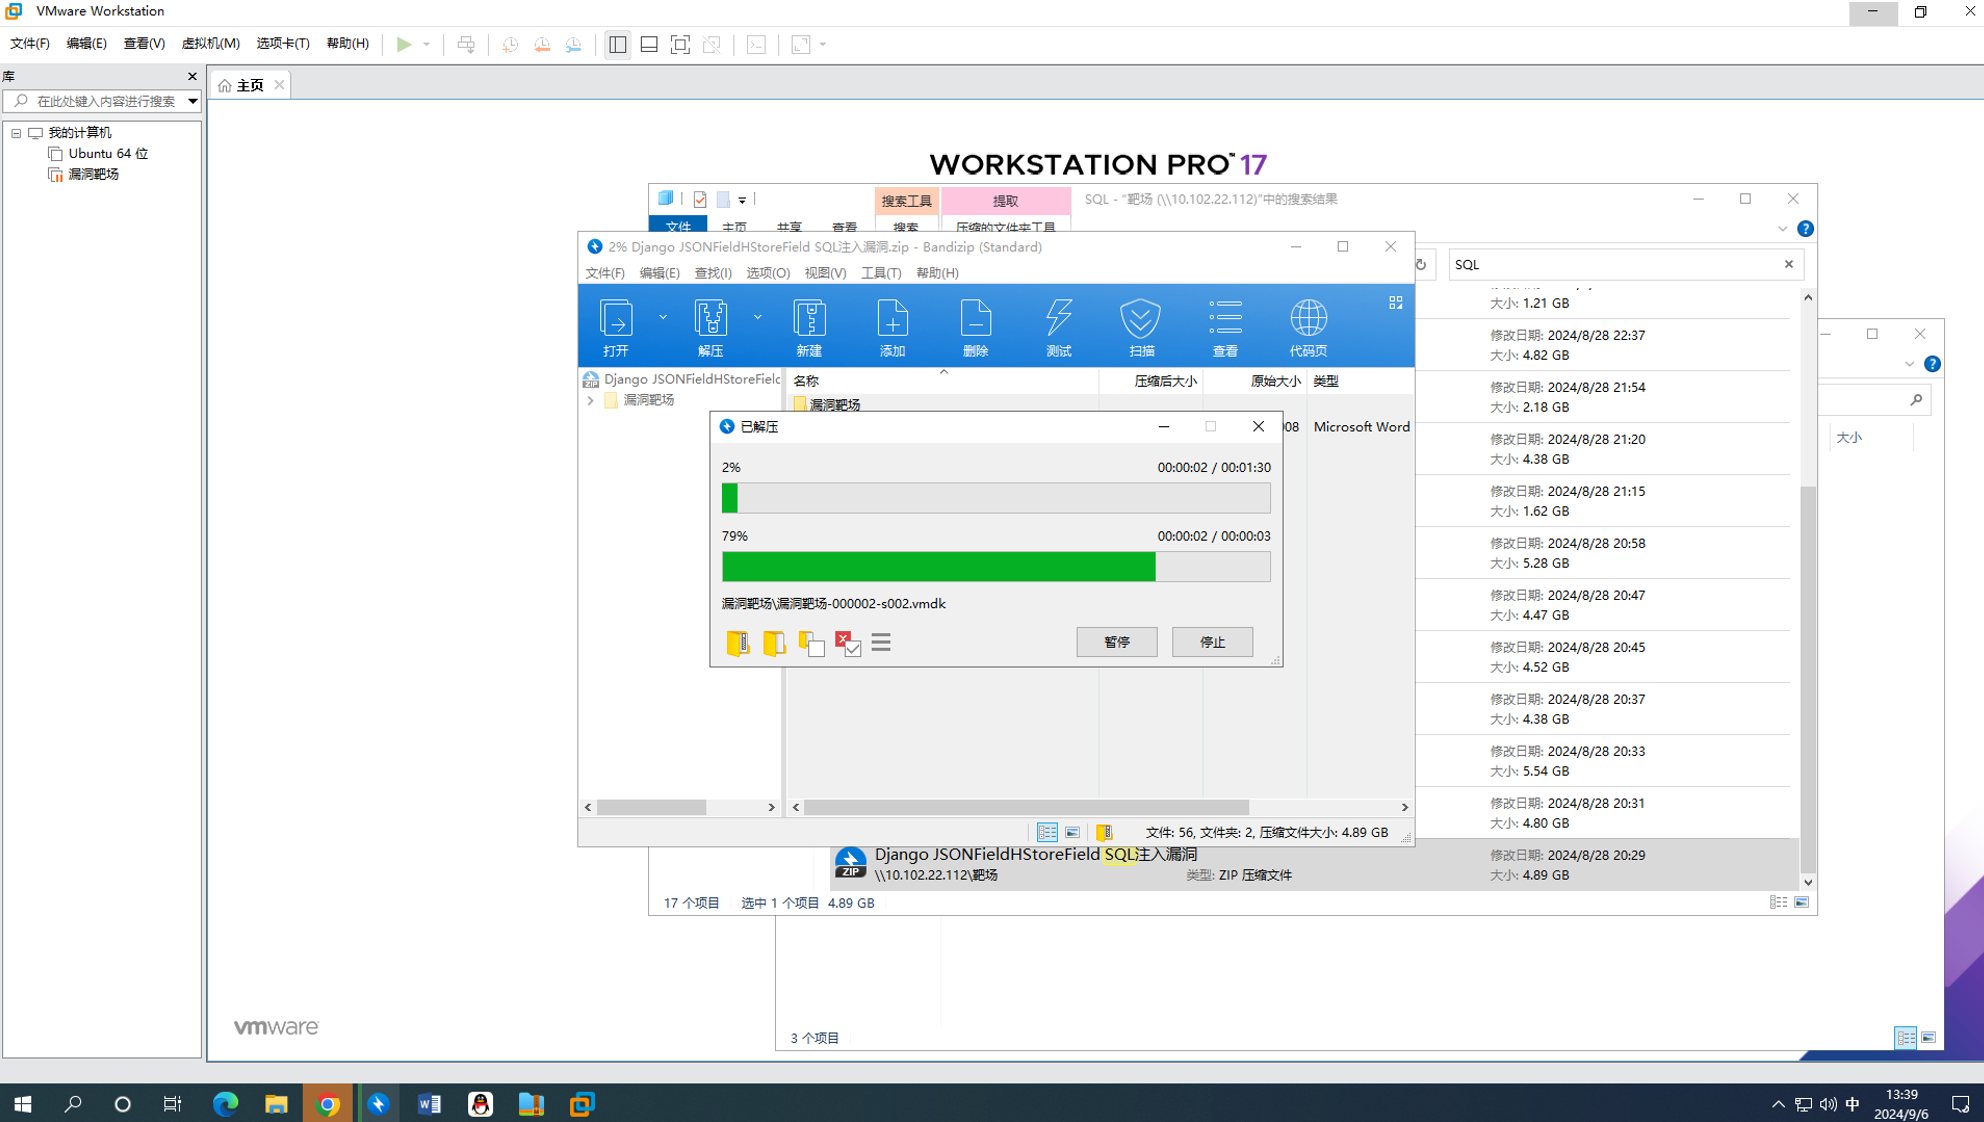 VMware Workstation
文件(F) 编辑(E) 查看(V) 虚拟机(M) 选项卡(T) 帮助(H)
库
在此处键入内容进行搜索
我的计算机
Ubuntu 64 位
漏洞靶场
主页
WORKSTATION PRO™ 17
搜索工具 提取 SQL - "靶场 (\\10.102.22.112)"中的搜索结果
文件 主页 共享 查看 搜索 压缩的文件夹工具
SQL
2% Django JSONFieldHStoreField SQL注入漏洞.zip - Bandizip (Standard)
文件(F) 编辑(E) 查找(I) 选项(O) 视图(V) 工具(T) 帮助(H)
打开 解压 新建 添加 删除 测试 扫描 查看 代码页
Django JSONFieldHStoreField
漏洞靶场
名称 压缩后大小 原始大小 类型
漏洞靶场
08 Microsoft Word
已解压
2% 00:00:02 / 00:01:30
79% 00:00:02 / 00:00:03
漏洞靶场\漏洞靶场-000002-s002.vmdk
暂停 停止
文件: 56, 文件夹: 2, 压缩文件大小: 4.89 GB
大小: 1.21 GB
修改日期: 2024/8/28 22:37
大小: 4.82 GB
修改日期: 2024/8/28 21:54
大小: 2.18 GB
修改日期: 2024/8/28 21:20
大小: 4.38 GB
修改日期: 2024/8/28 21:15
大小: 1.62 GB
修改日期: 2024/8/28 20:58
大小: 5.28 GB
修改日期: 2024/8/28 20:47
大小: 4.47 GB
修改日期: 2024/8/28 20:45
大小: 4.52 GB
修改日期: 2024/8/28 20:37
大小: 4.38 GB
修改日期: 2024/8/28 20:33
大小: 5.54 GB
修改日期: 2024/8/28 20:31
大小: 4.80 GB
Django JSONFieldHStoreField SQL注入漏洞 修改日期: 2024/8/28 20:29
ZIP \\10.102.22.112\靶场 类型: ZIP 压缩文件 大小: 4.89 GB
17 个项目 选中 1 个项目 4.89 GB
大小
3 个项目
vmware
中
13:39
2024/9/6